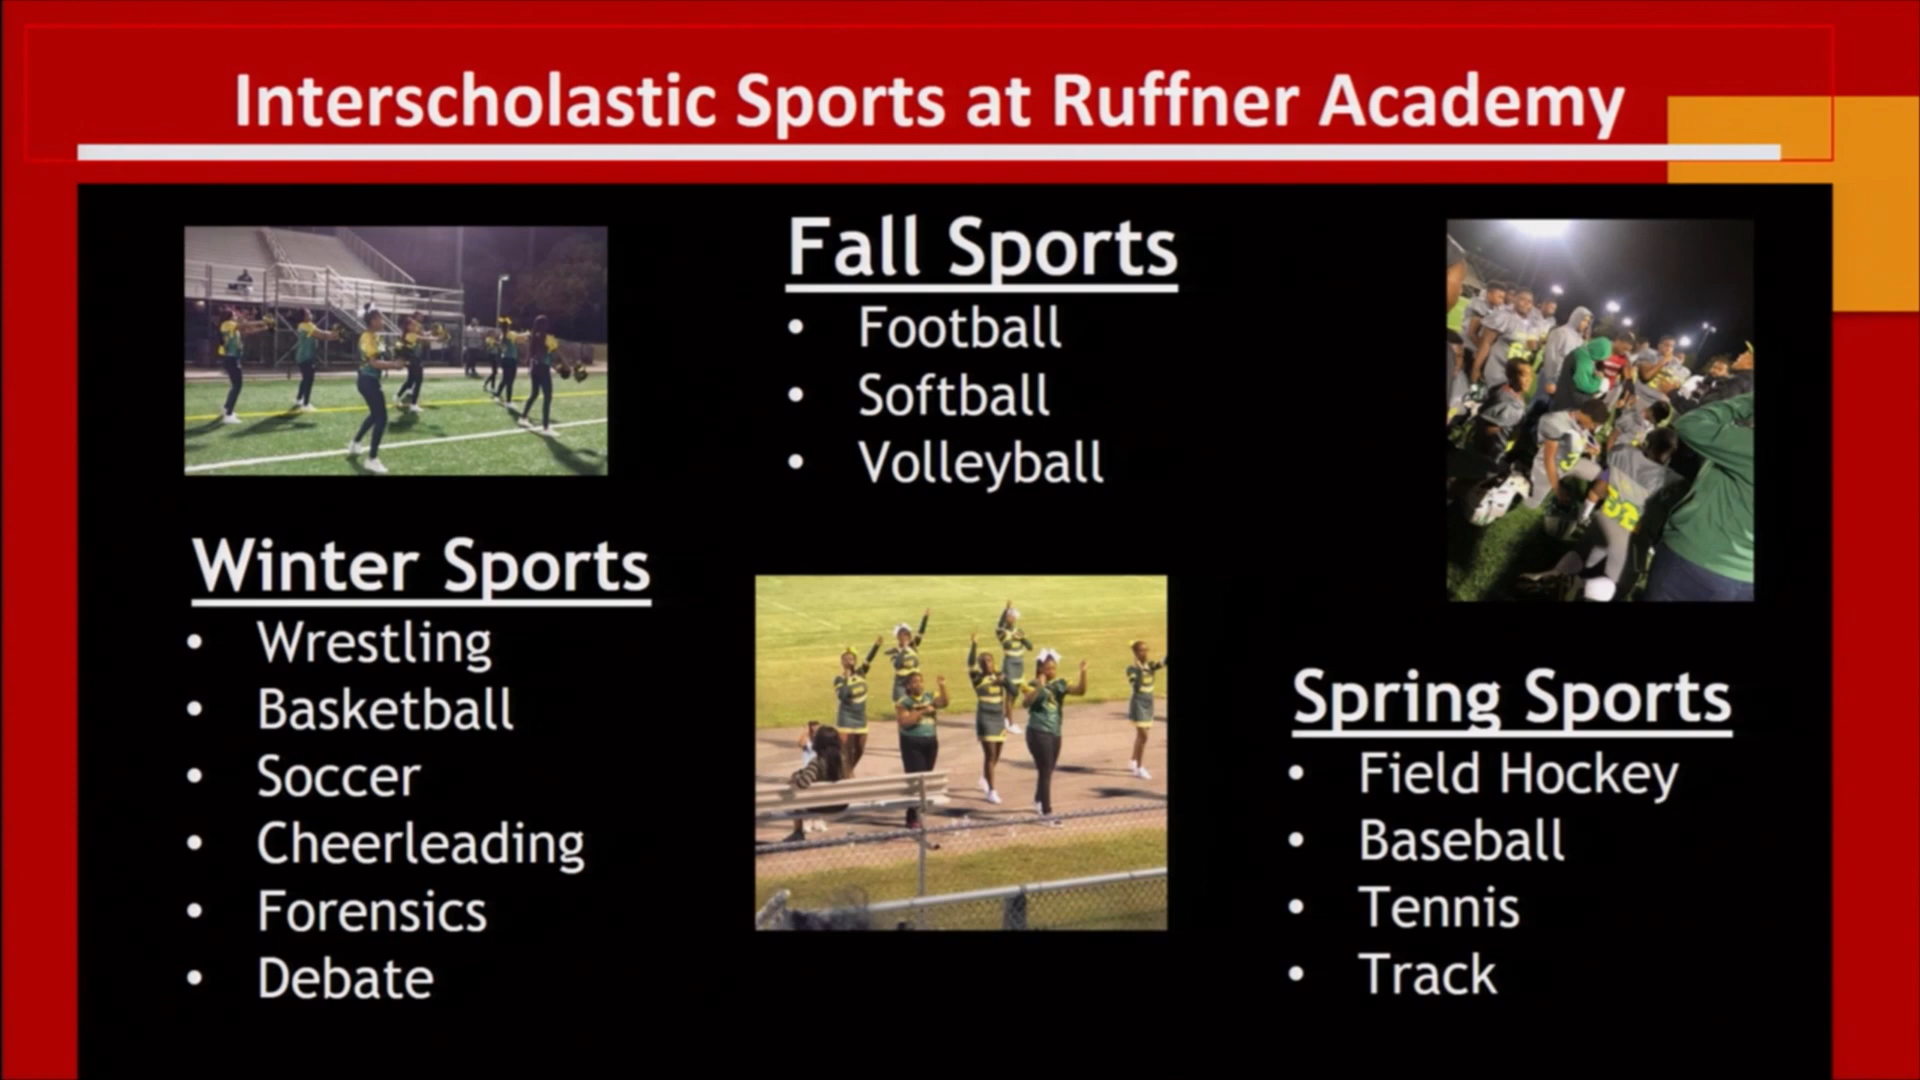 Interscholastic Sports at Ruffner Academy
Fall Sports
• Football
• Softball
• Volleyball
Winter Sports
• Wrestling
• Basketball
• Soccer
• Cheerleading
• Forensics
• Debate
Spring Sports
• Field Hockey
• Baseball
• Tennis
• Track